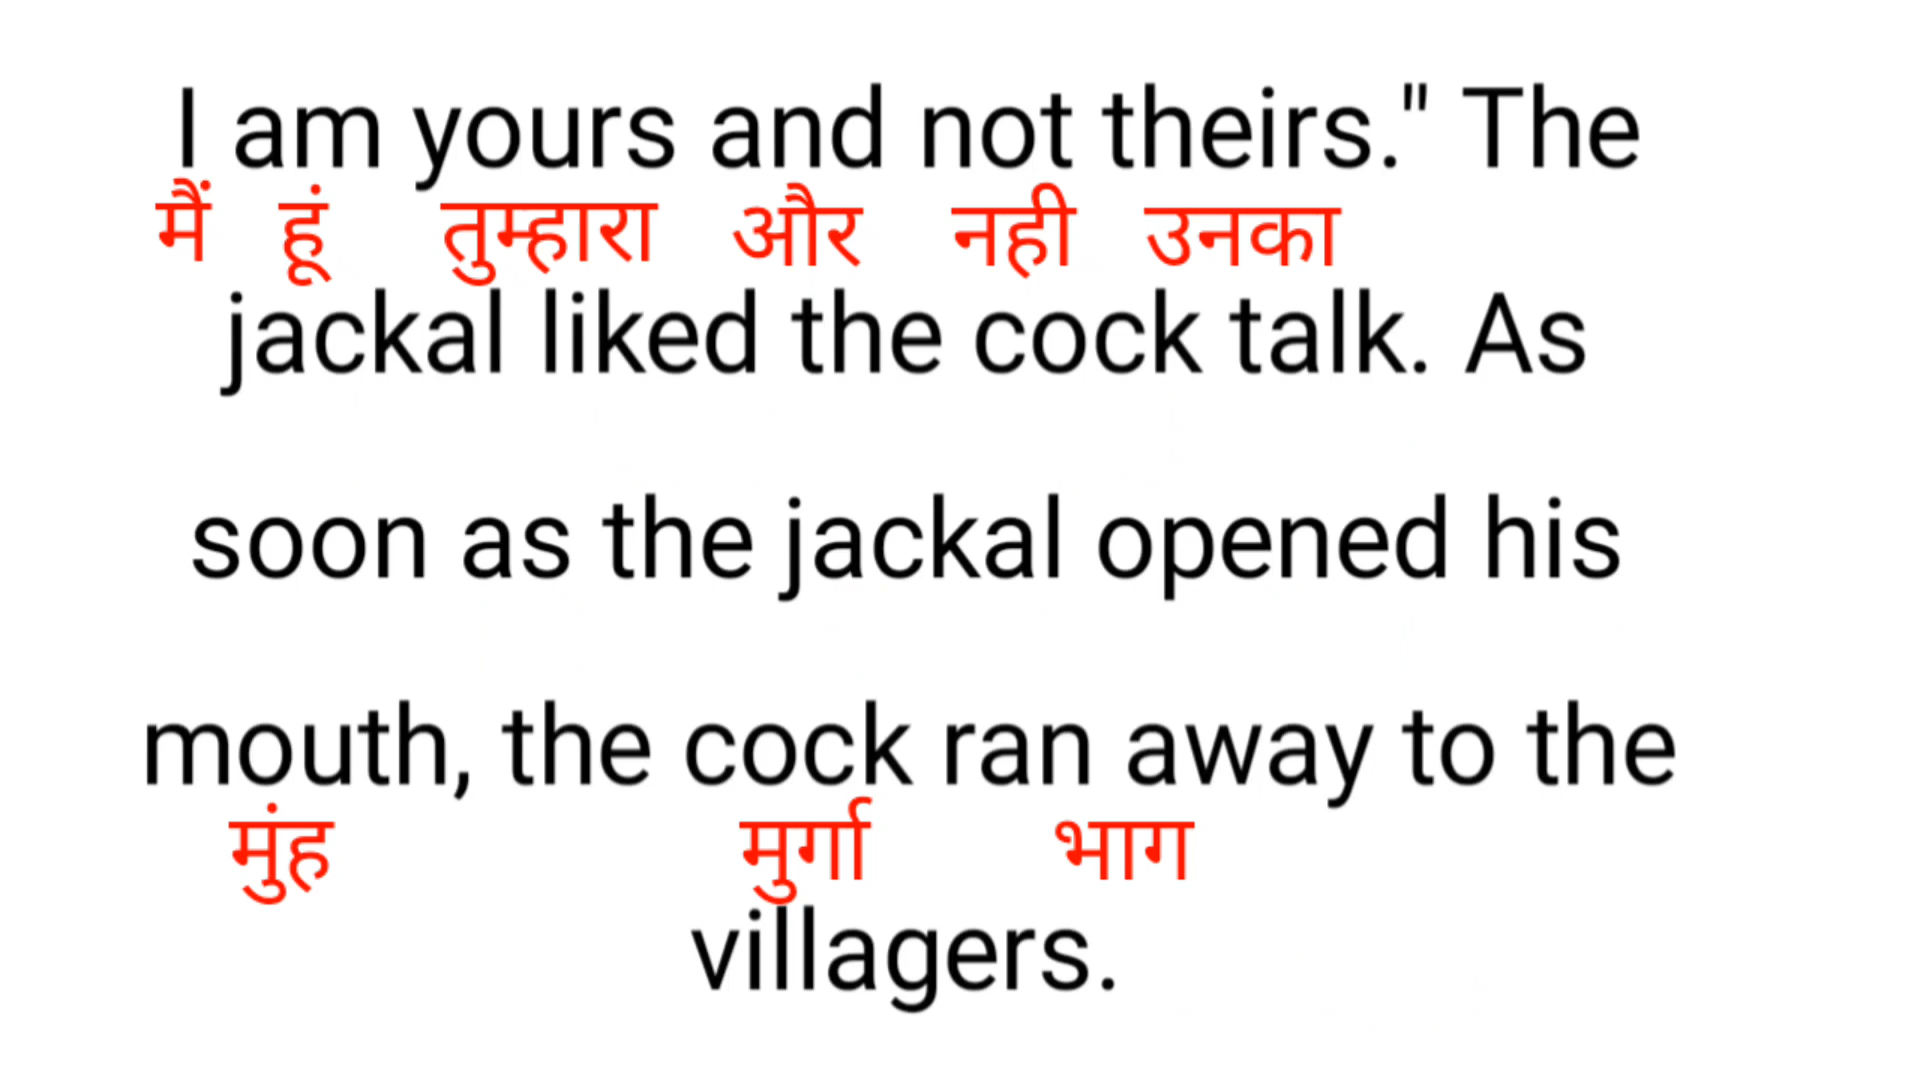 I am yours and not theirs." The
मैं हूं तुम्हारा और नही उनका
jackal liked the cock talk. As
soon as the jackal opened his
mouth, the cock ran away to the
मुंह मुर्गा भाग
villagers.